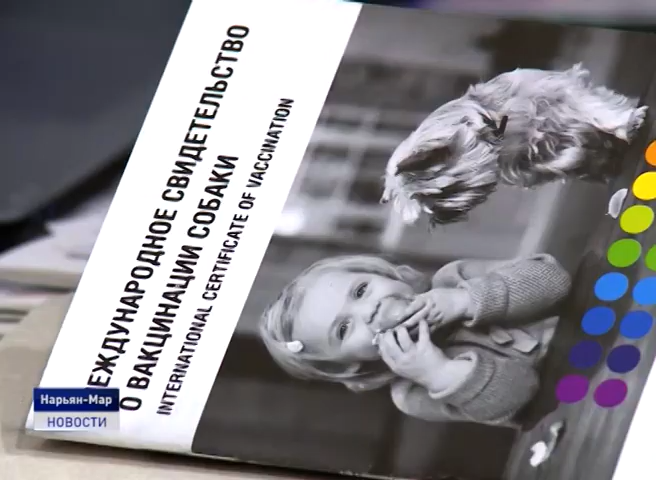 ЕЖДУНАРОДНОЕ СВИДЕТЕЛЬСТВО
О ВАКЦИНАЦИИ СОБАКИ
INTERNATIONAL CERTIFICATE OF VACCINATION
Нарьян-Мар
НОВОСТИ